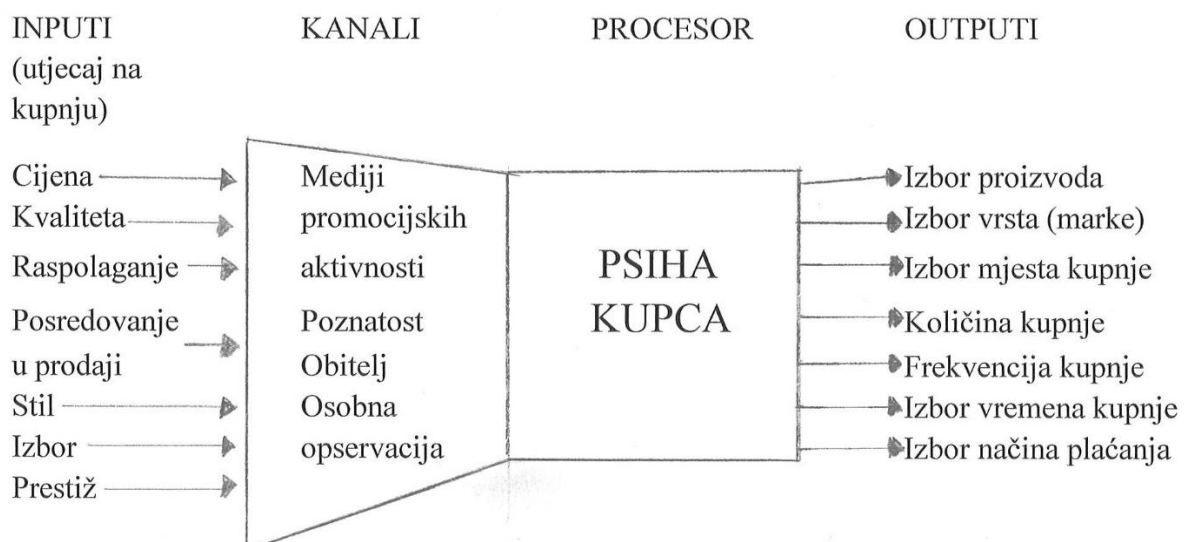 INPUTI
(utjecaj na
kupnju)
KANALI
PROCESOR
OUTPUTI
Cijena
Kvaliteta
Raspolaganje
Posredovanje
u prodaji
Stil
Izbor
Prestiž
Mediji
promocijskih
aktivnosti
Poznatost
Obitelj
Osobna
opservacija
PSIHA
KUPCA
Izbor proizvoda
Izbor vrsta (marke)
Izbor mjesta kupnje
Količina kupnje
Frekvencija kupnje
Izbor vremena kupnje
Izbor načina plaćanja